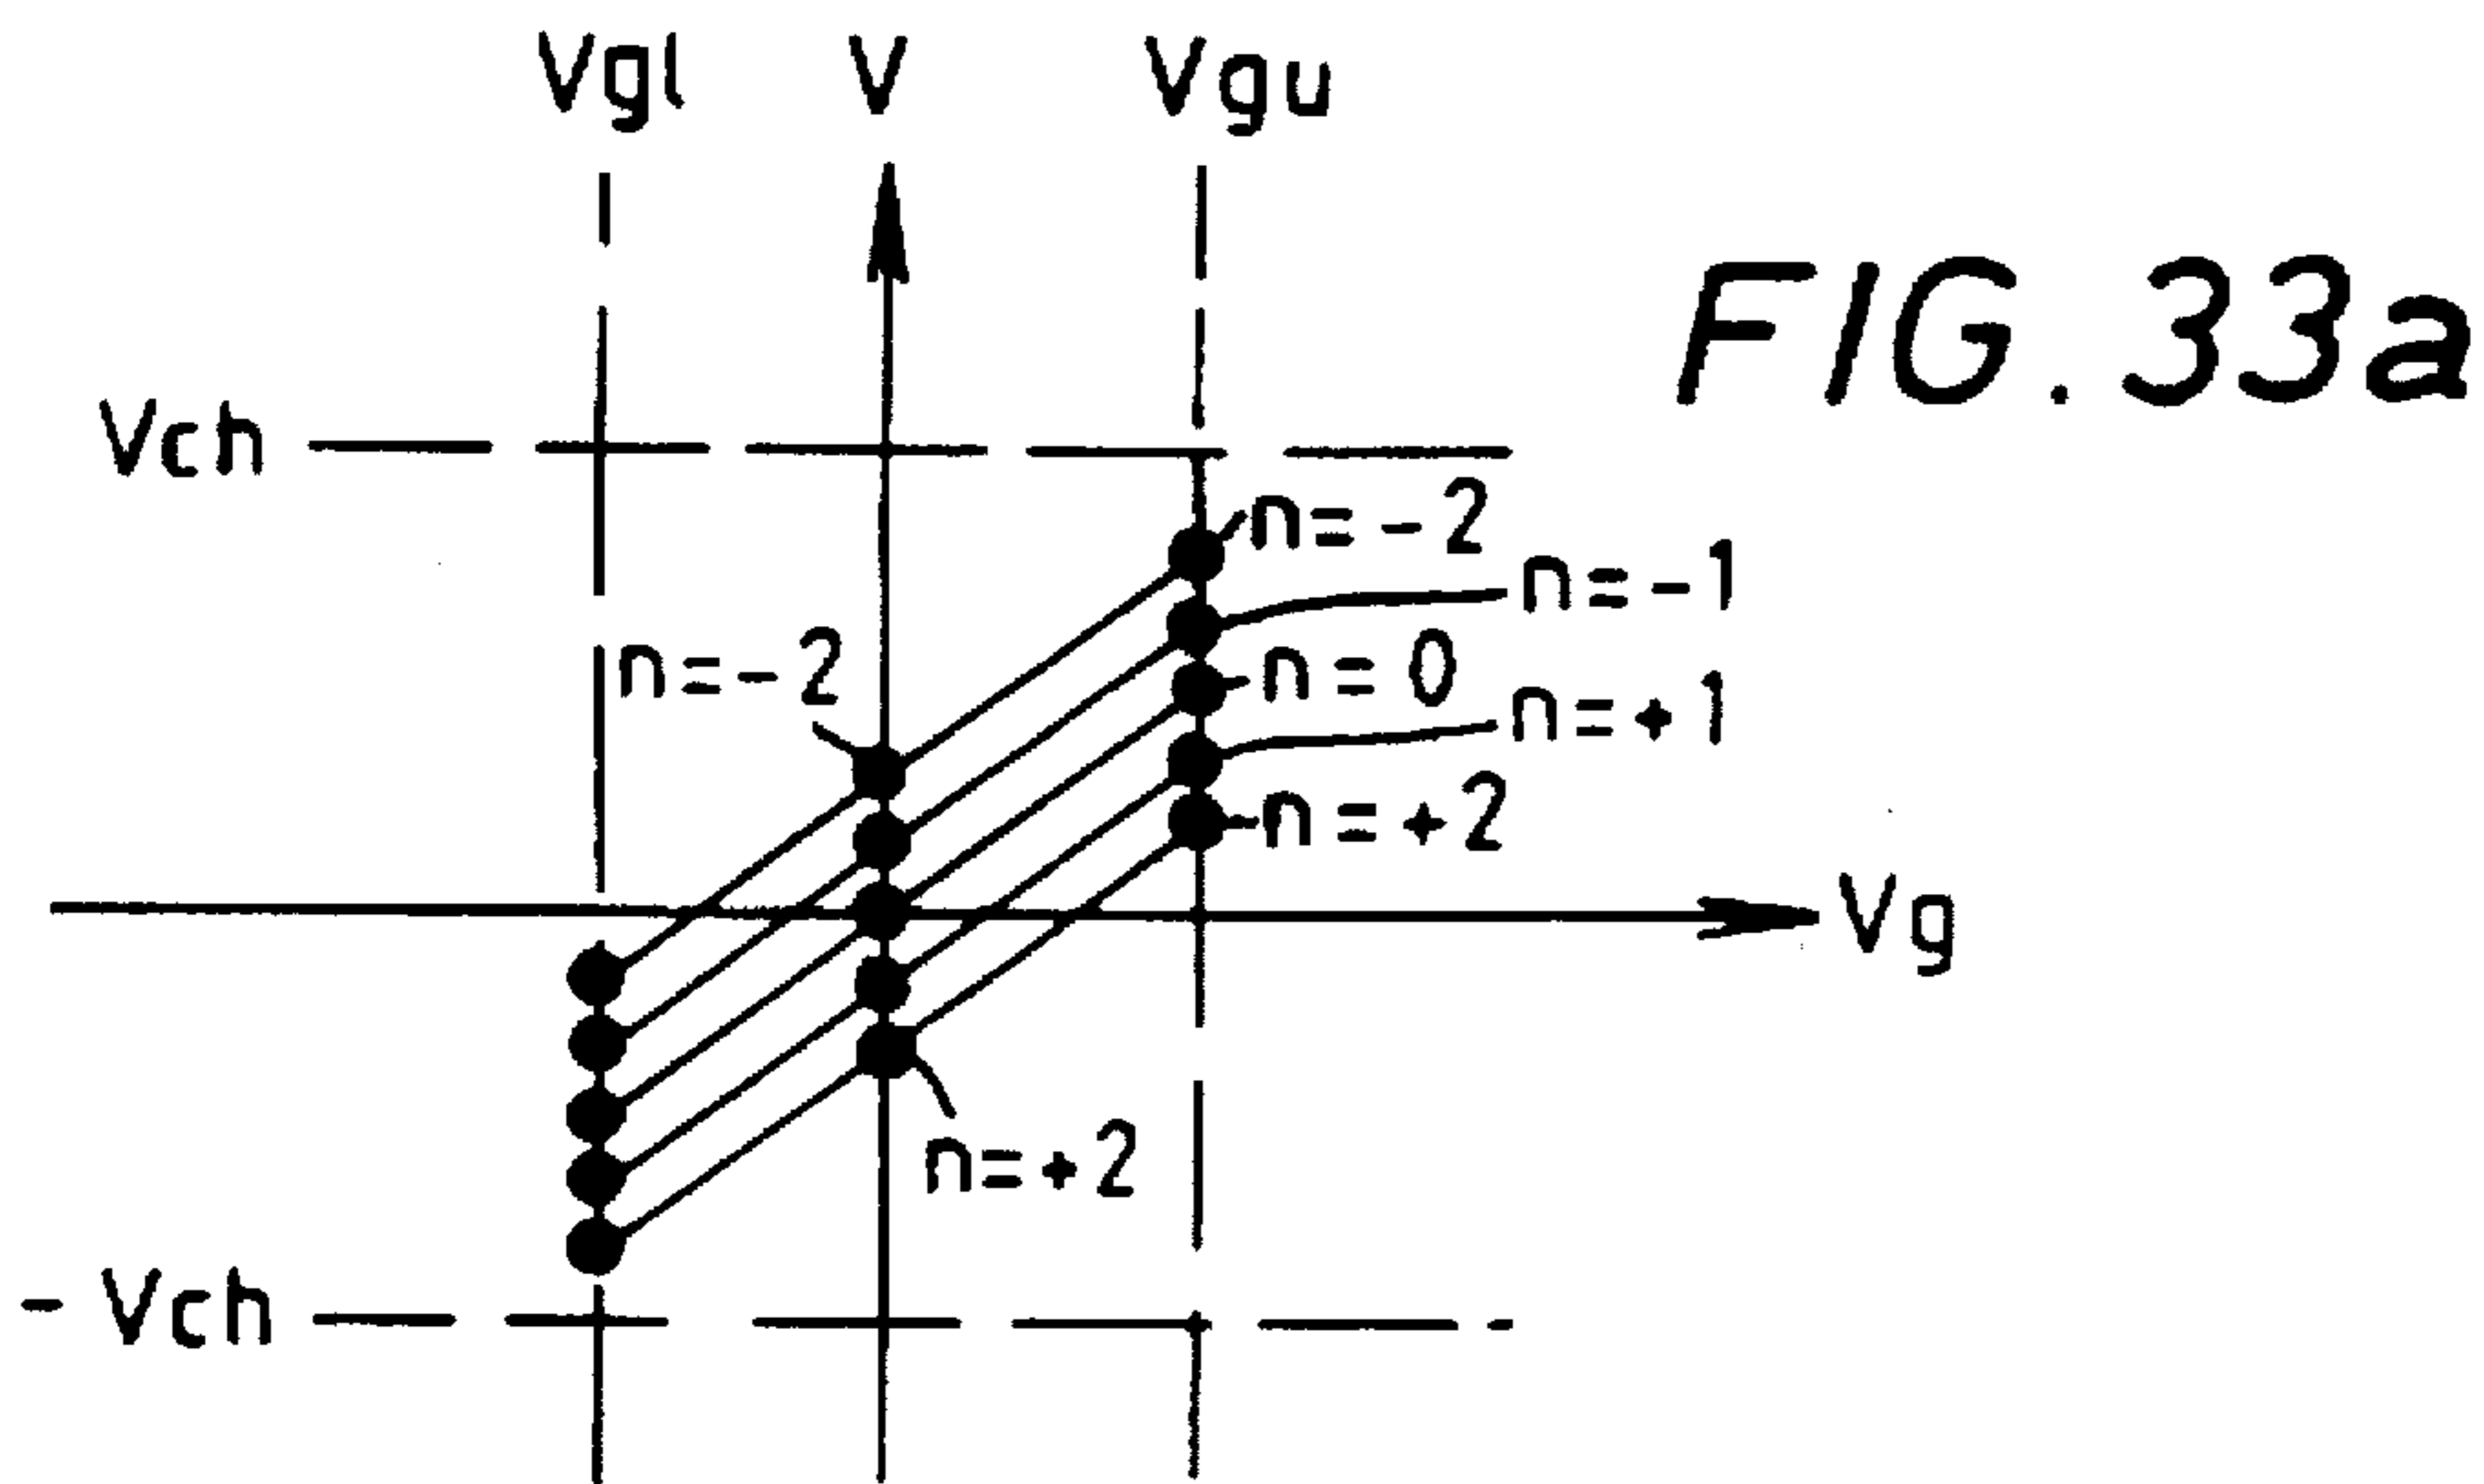 Vgl V Vgu
FIG. 33a
Vch
n=-2
n=-1
n=-2
n=0
n=+1
n=+2
Vg
n=+2
-Vch